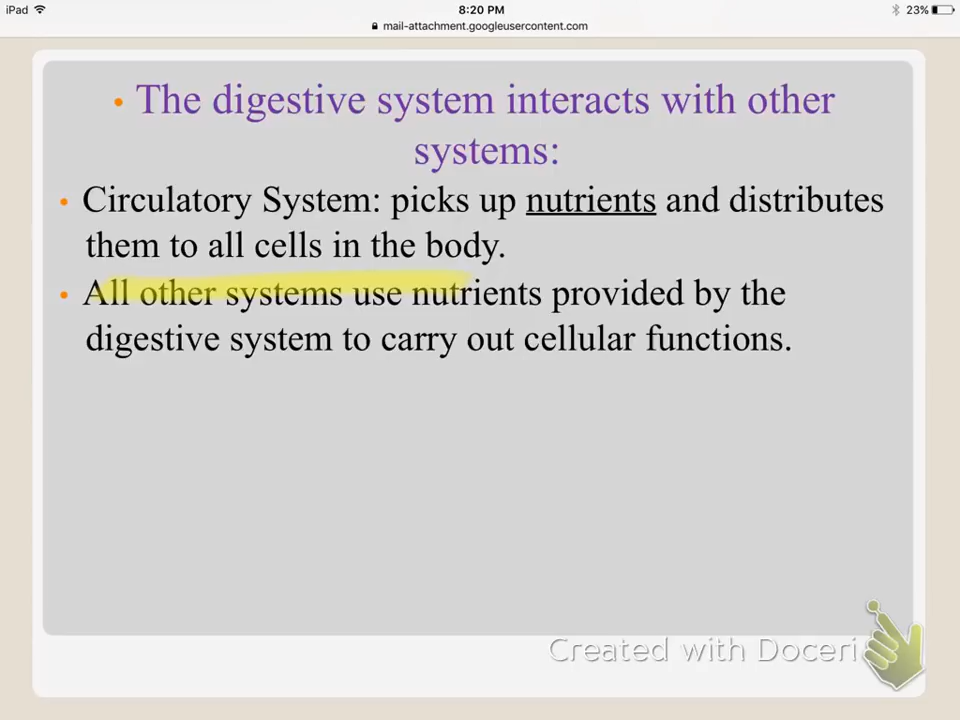 iPad 8:20 PM 23%
mail-attachment.googleusercontent.com
• The digestive system interacts with other
systems:
• Circulatory System: picks up nutrients and distributes
them to all cells in the body.
• All other systems use nutrients provided by the
digestive system to carry out cellular functions.
Created with Doceri